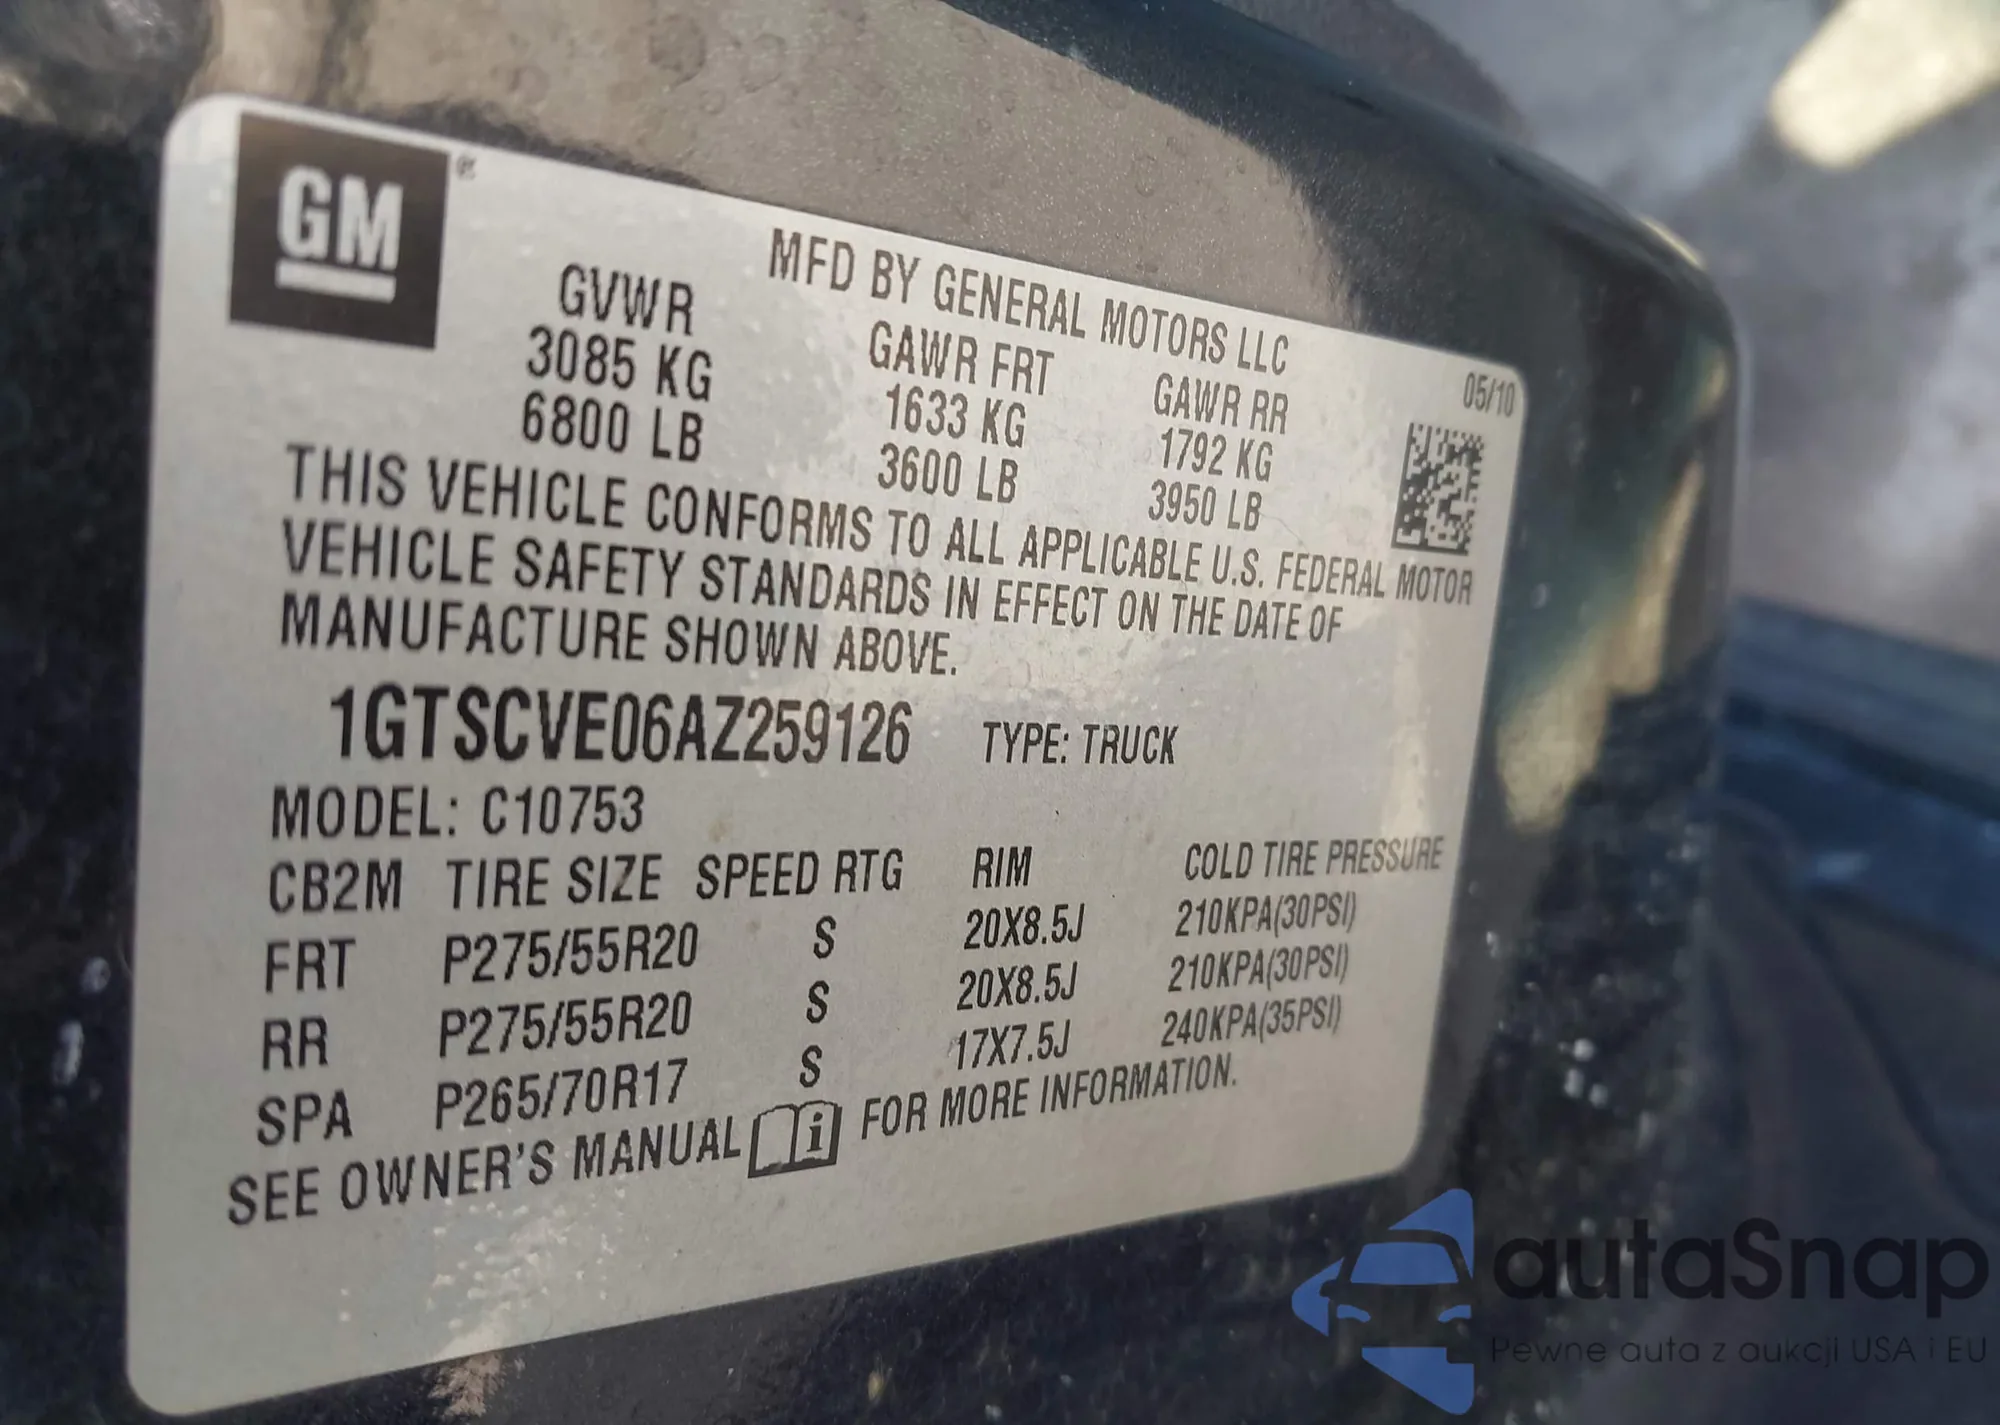 GM
MFD BY GENERAL MOTORS LLC
05/10
GVWR GAWR FRT GAWR RR
3085 KG 1633 KG 1792 KG
6800 LB 3600 LB 3950 LB
THIS VEHICLE CONFORMS TO ALL APPLICABLE U.S. FEDERAL MOTOR
VEHICLE SAFETY STANDARDS IN EFFECT ON THE DATE OF
MANUFACTURE SHOWN ABOVE.
1GTSCVE06AZ259126 TYPE: TRUCK
MODEL: C10753
CB2M TIRE SIZE SPEED RTG RIM COLD TIRE PRESSURE
FRT P275/55R20 S 20X8.5J 210KPA(30PSI)
RR P275/55R20 S 20X8.5J 210KPA(30PSI)
SPA P265/70R17 S 17X7.5J 240KPA(35PSI)
SEE OWNER'S MANUAL i FOR MORE INFORMATION.
autaSnap
Pewne auta z aukcji USA i EU